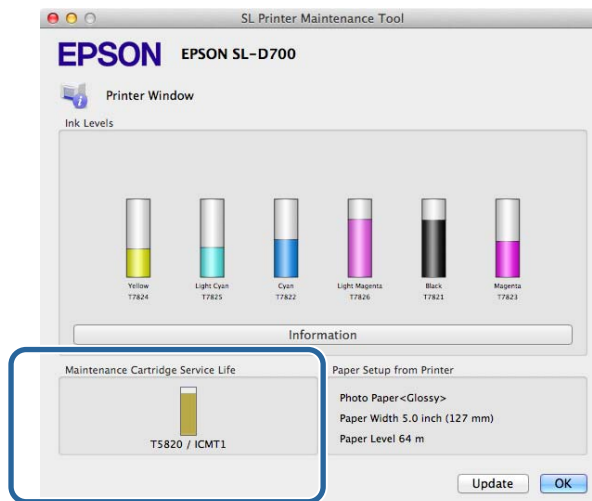 SL Printer Maintenance Tool
EPSON EPSON SL-D700
Printer Window
Ink Levels
Yellow Light Cyan Cyan Light Magenta Black Magenta
T7824 T7825 T7822 T7826 T7821 T7823
Information
Maintenance Cartridge Service Life Paper Setup from Printer
Photo Paper<Glossy>
Paper Width 5.0 inch (127 mm)
Paper Level 64 m
T5820 / ICMT1
Update OK